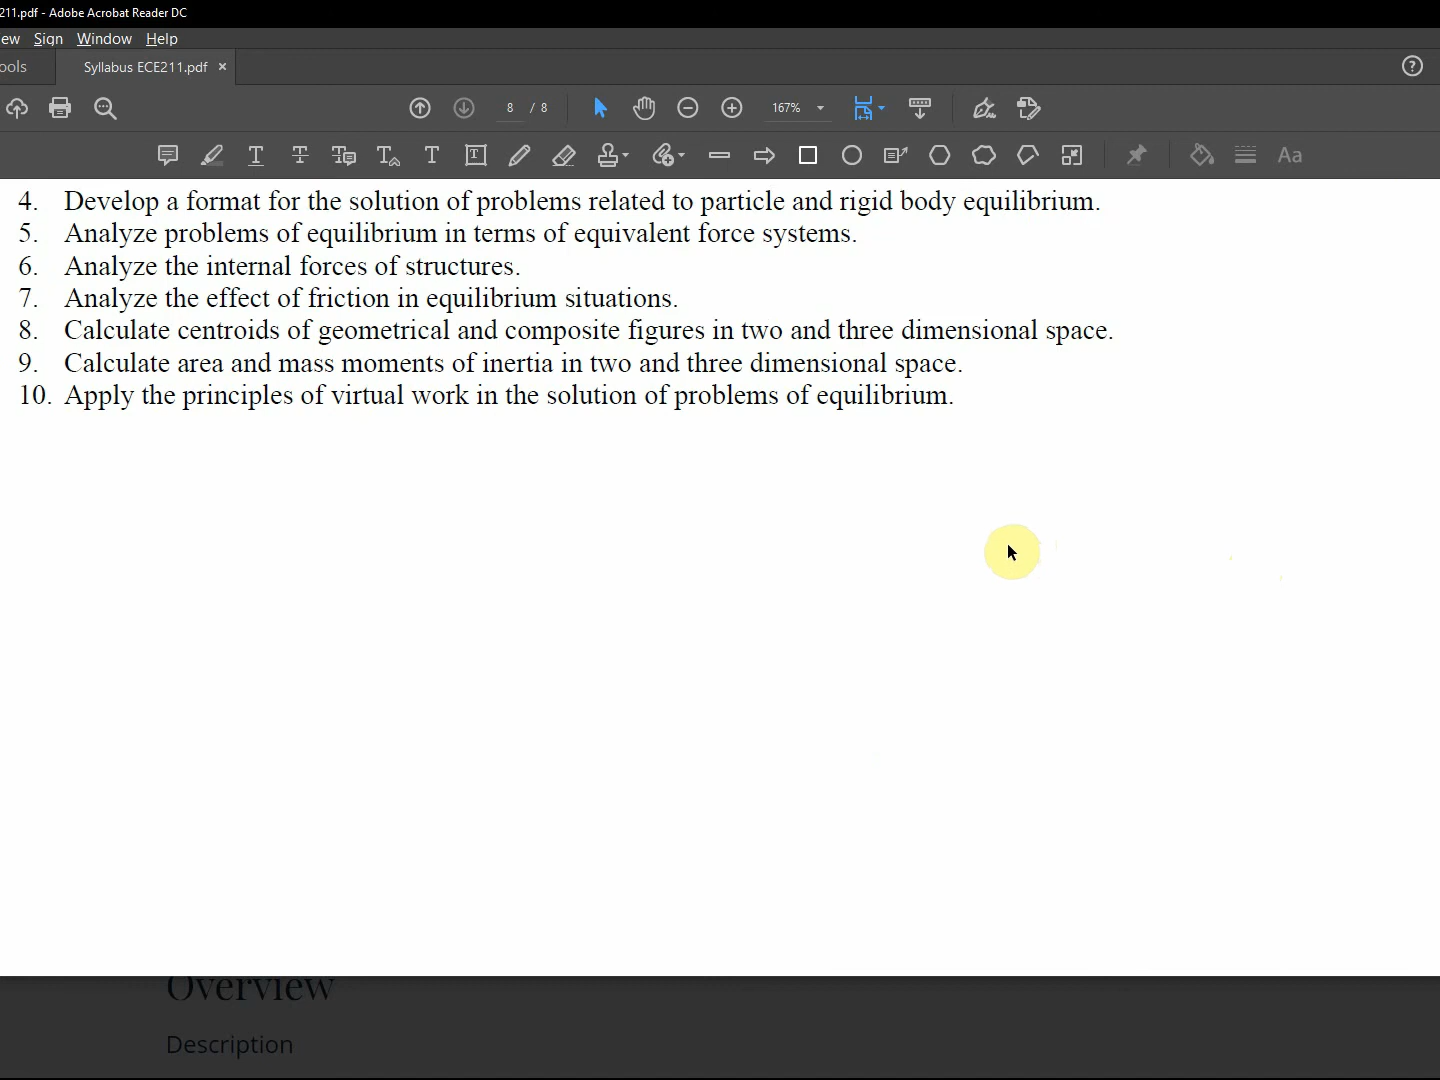 211.pdf - Adobe Acrobat Reader DC
ew Sign Window Help
ools Syllabus ECE211.pdf ×
8 / 8 167%
Aa
4. Develop a format for the solution of problems related to particle and rigid body equilibrium.
5. Analyze problems of equilibrium in terms of equivalent force systems.
6. Analyze the internal forces of structures.
7. Analyze the effect of friction in equilibrium situations.
8. Calculate centroids of geometrical and composite figures in two and three dimensional space.
9. Calculate area and mass moments of inertia in two and three dimensional space.
10. Apply the principles of virtual work in the solution of problems of equilibrium.
Overview
Description